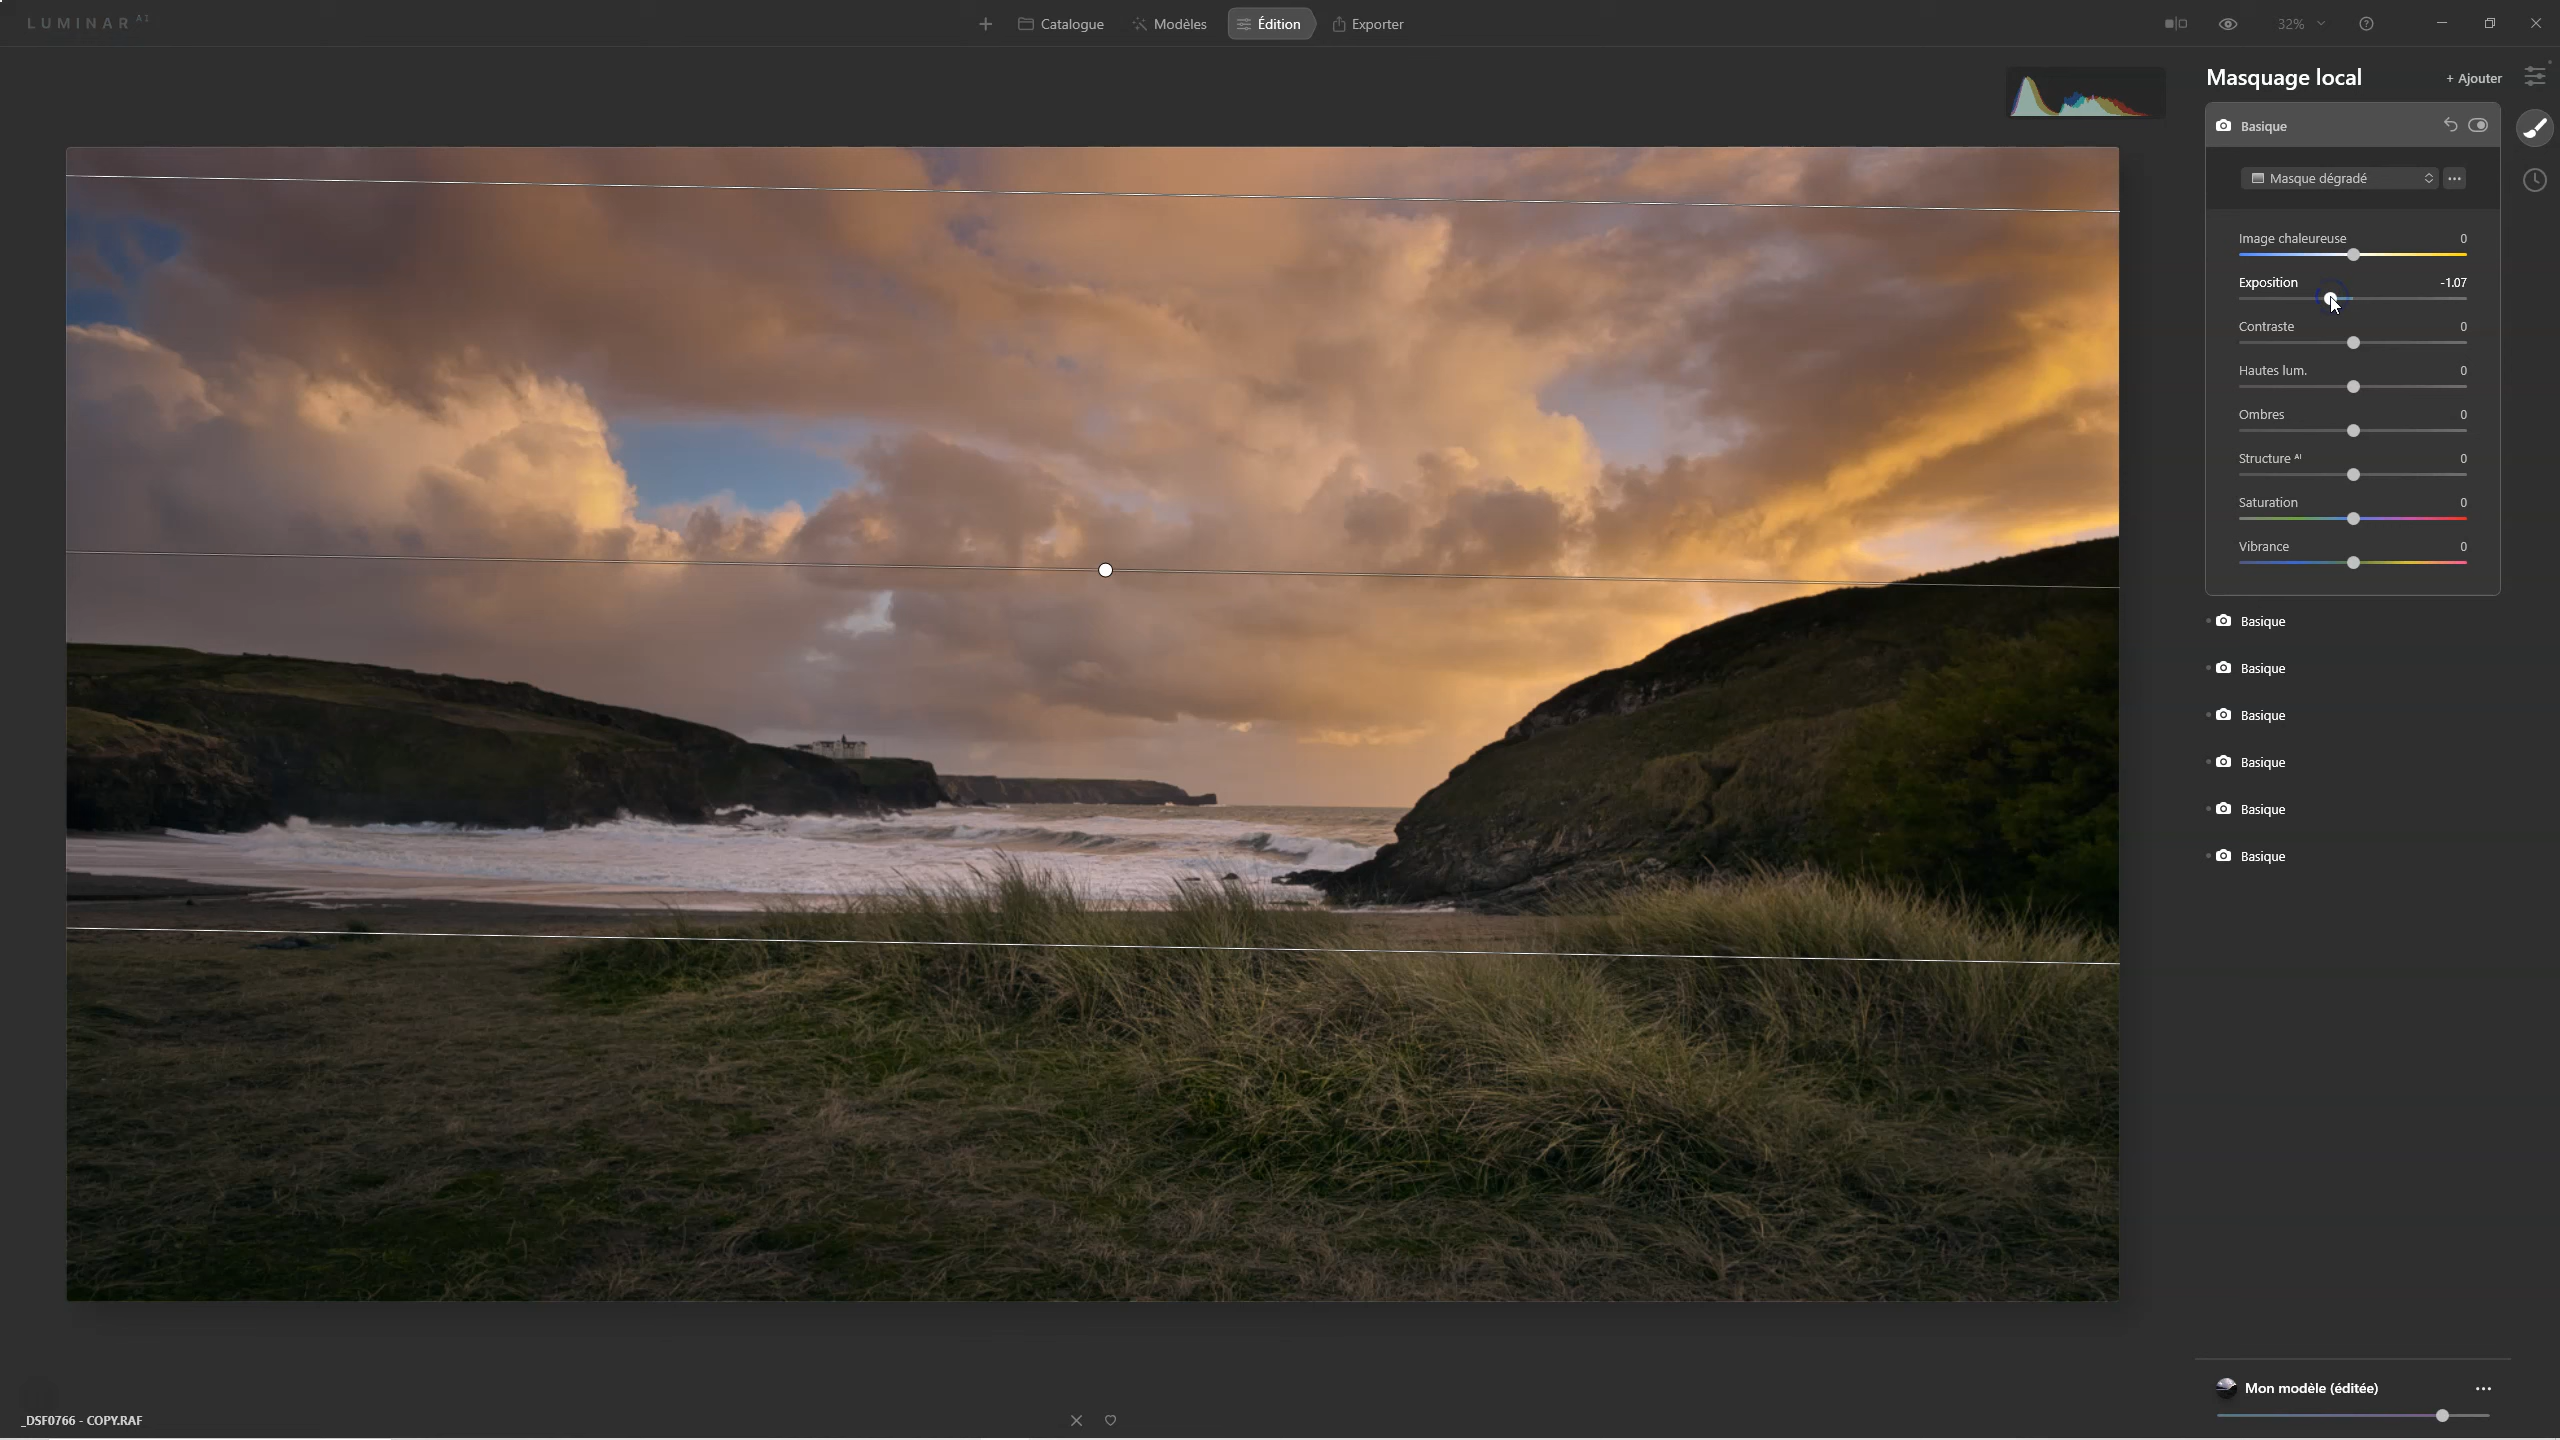 LUMINAR AI
Catalogue
Modèles
Édition
Exporter
32%
Masquage local
+ Ajouter
Basique
Masque dégradé
Image chaleureuse 0
Exposition -1.07
Contraste 0
Hautes lum. 0
Ombres 0
Structure AI 0
Saturation 0
Vibrance 0
Basique
Basique
Basique
Basique
Basique
Basique
Mon modèle (éditée)
_DSF0766 - COPY.RAF